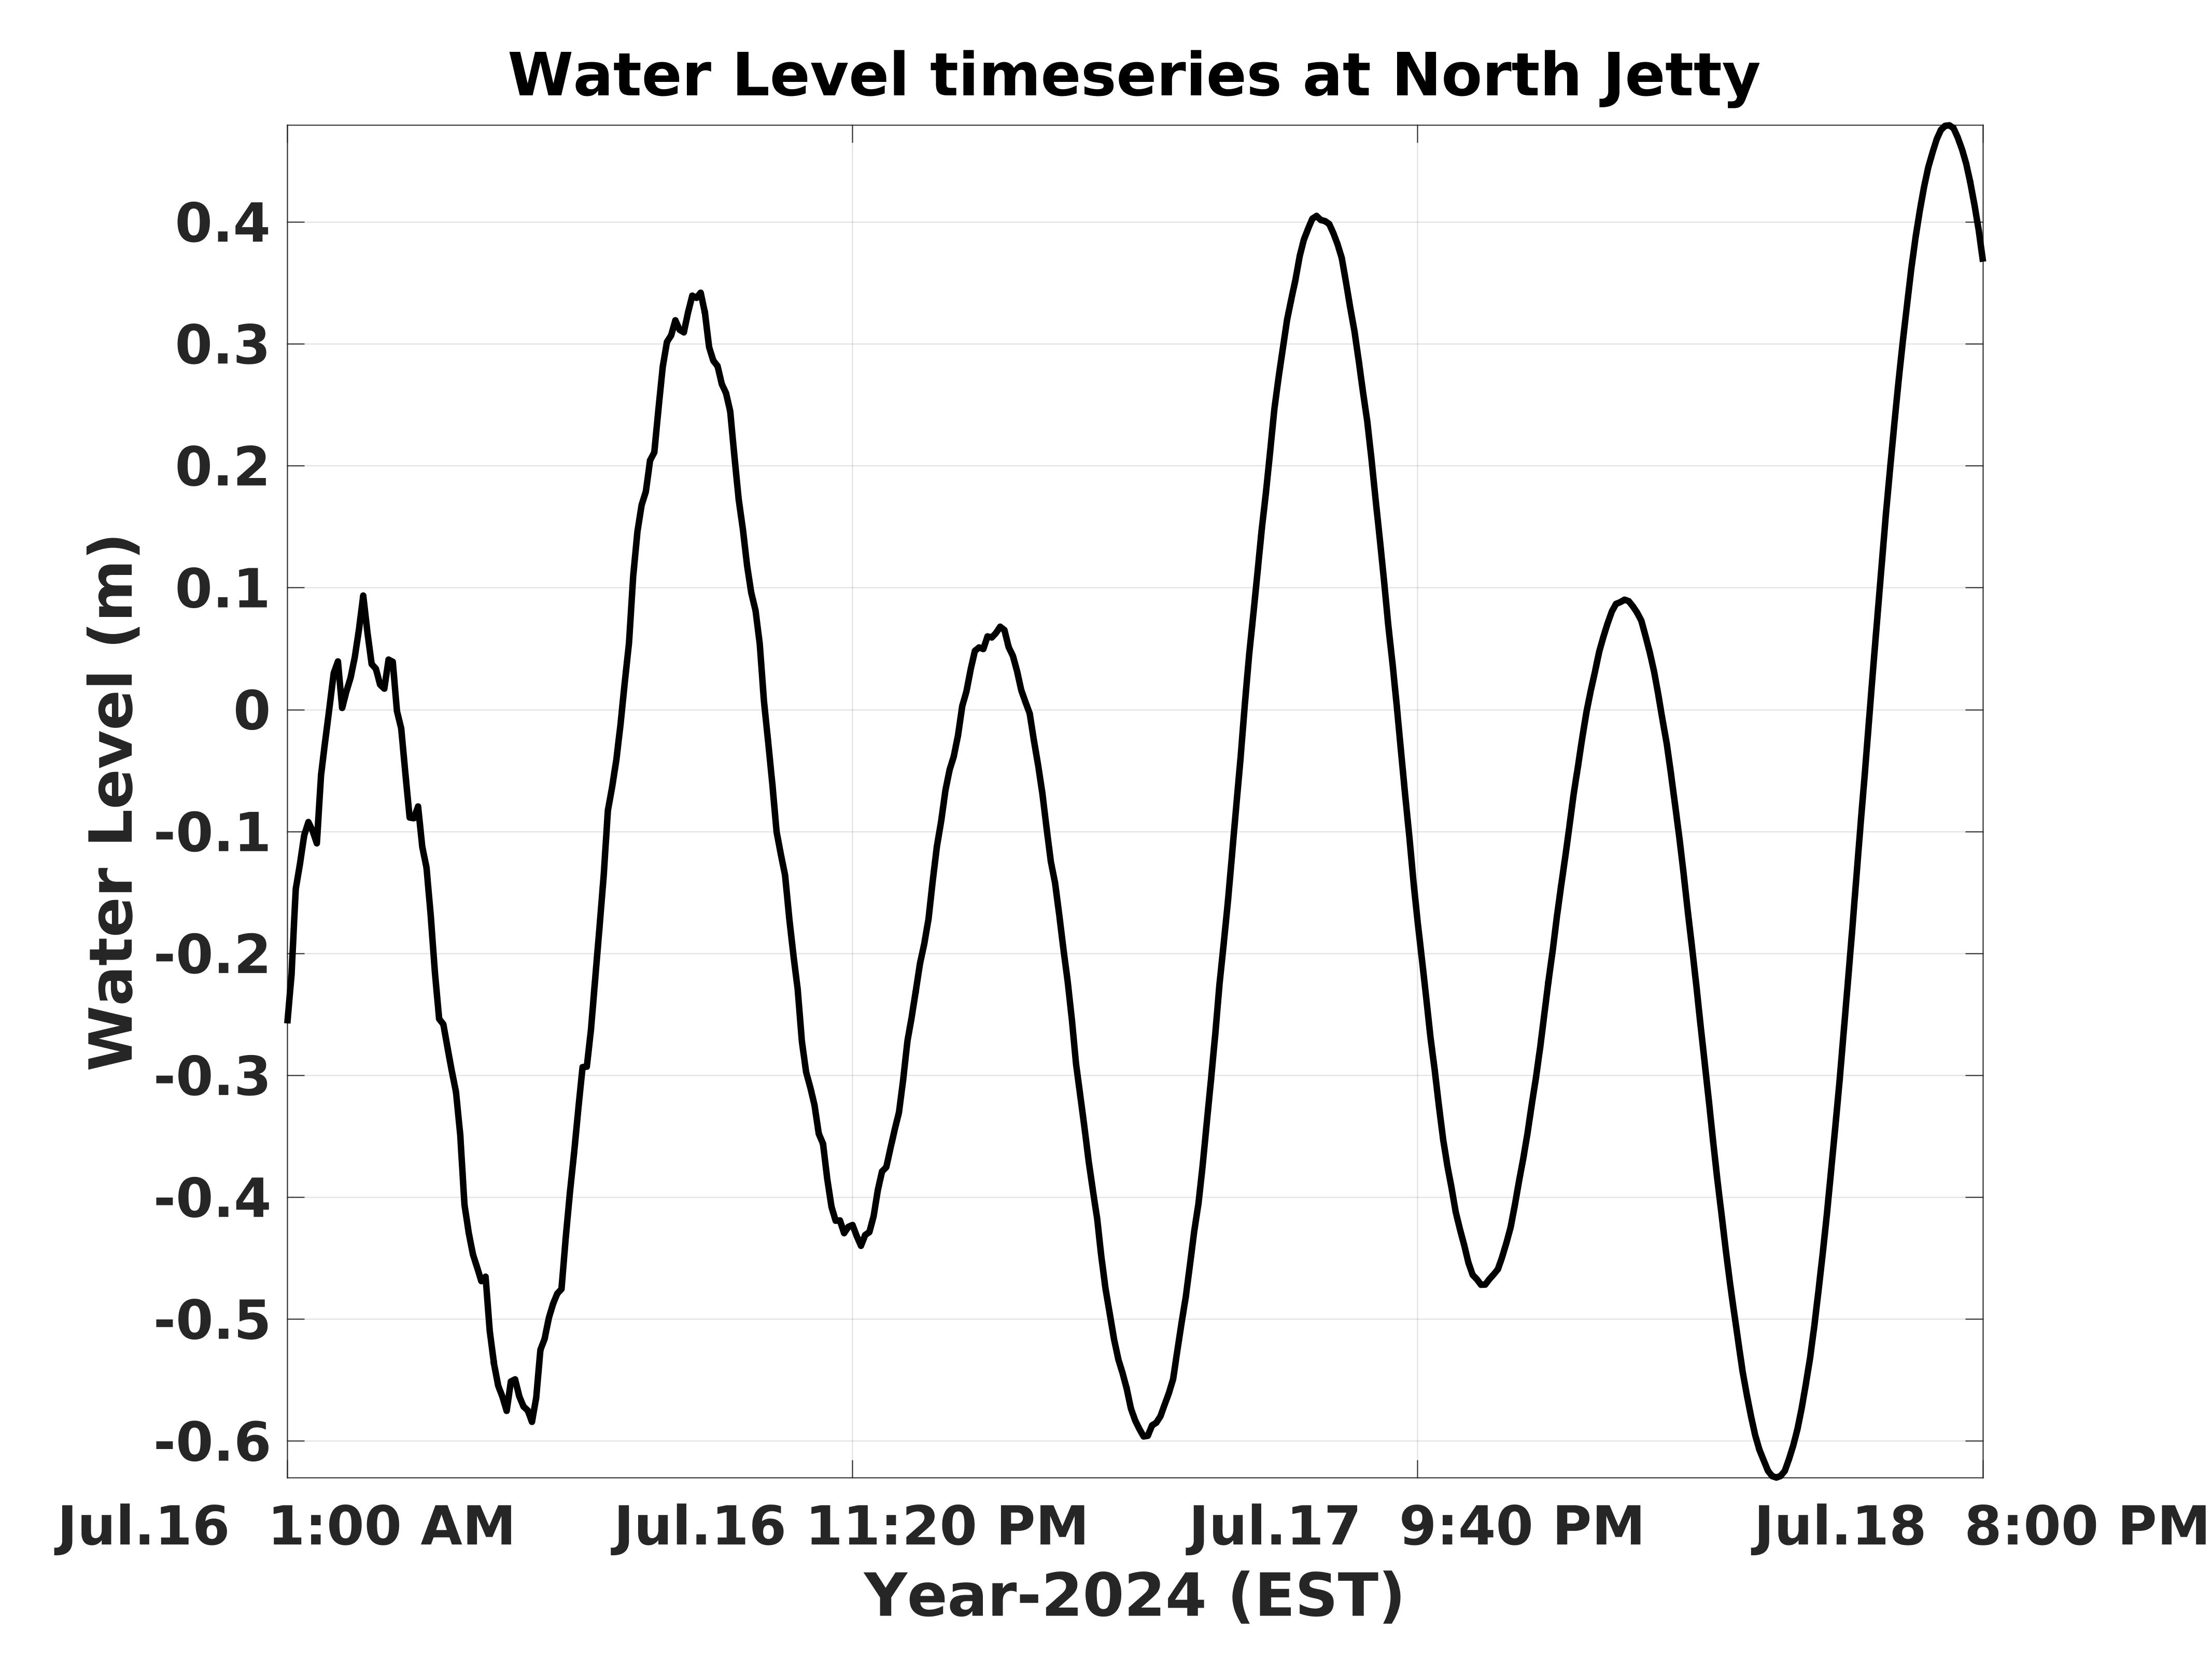 Water Level timeseries at North Jetty
Water Level (m)
0.4
0.3
0.2
0.1
0
-0.1
-0.2
-0.3
-0.4
-0.5
-0.6
Jul.16 1:00 AM Jul.16 11:20 PM Jul.17 9:40 PM Jul.18 8:00 PM
Year-2024 (EST)